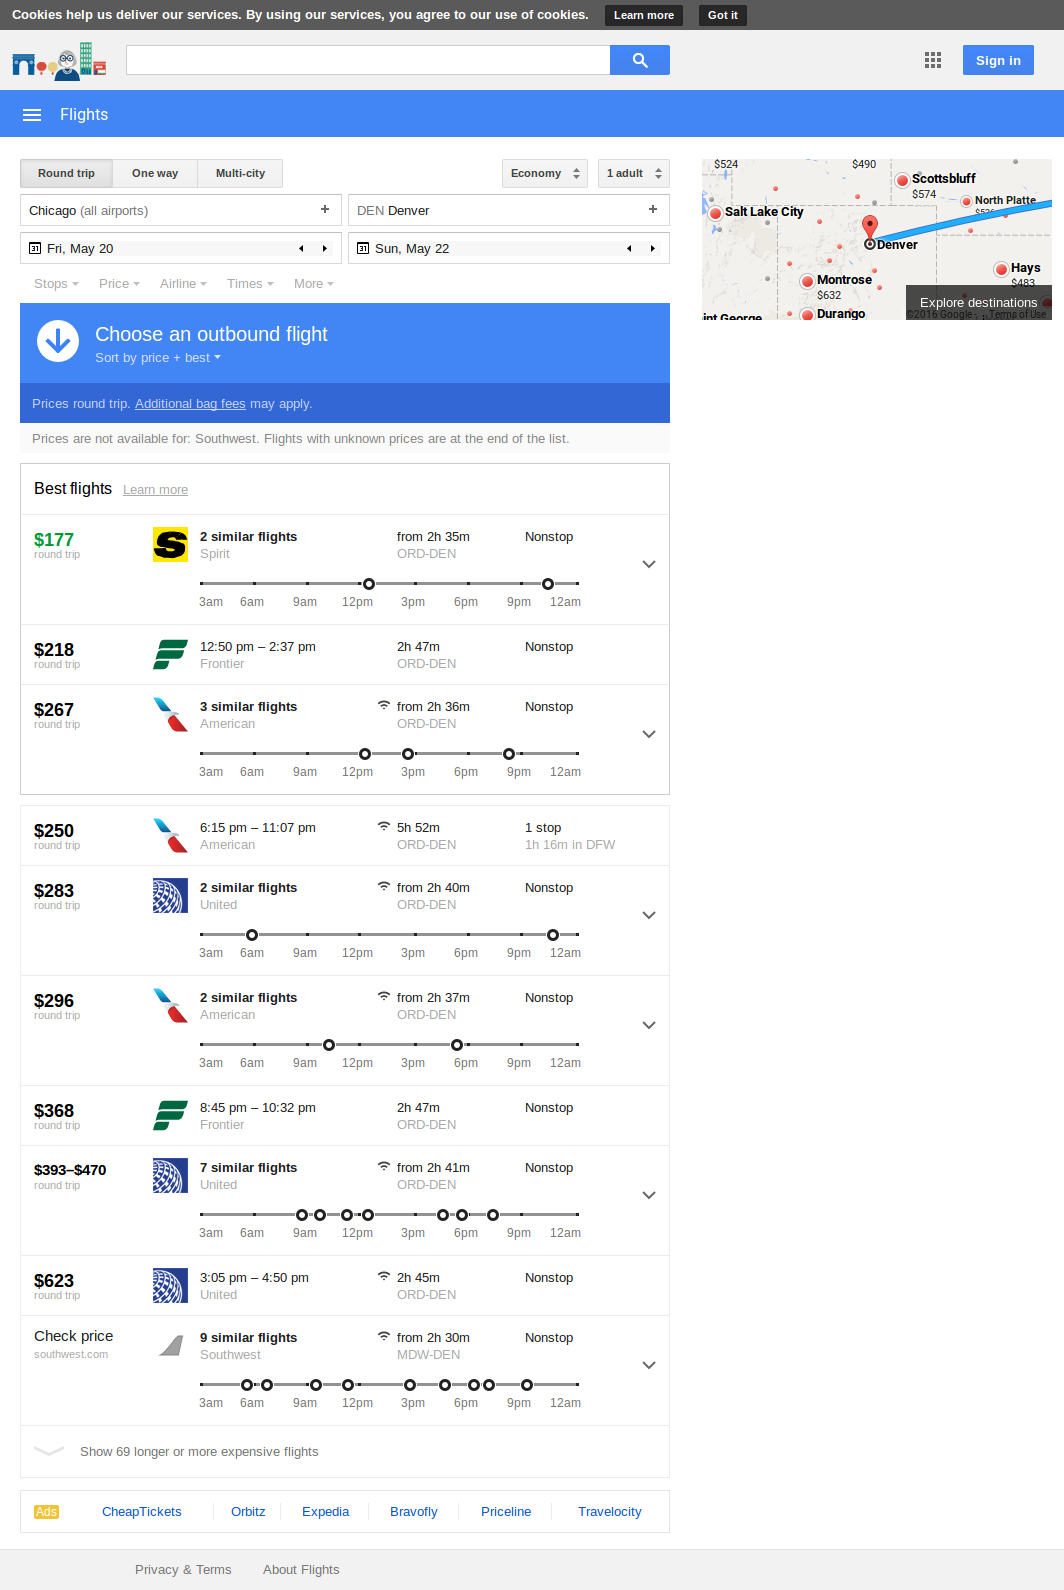 Cookies help us deliver our services. By using our services, you agree to our use of cookies. Learn more Got it
Sign in
Flights
Round trip One way Multi-city Economy 1 adult
Chicago (all airports) + DEN Denver +
31 Fri, May 20 31 Sun, May 22
Stops Price Airline Times More
Choose an outbound flight
Sort by price + best
Prices round trip. Additional bag fees may apply.
Prices are not available for: Southwest. Flights with unknown prices are at the end of the list.
$524 $490
Scottsbluff
$574
North Platte
Salt Lake City
Denver
Hays
$483
Montrose
$632
Explore destinations
Durango
int George
©2016 Google Terms of Use
Best flights Learn more
$177 2 similar flights from 2h 35m Nonstop
round trip Spirit ORD-DEN
3am 6am 9am 12pm 3pm 6pm 9pm 12am
$218 12:50 pm – 2:37 pm 2h 47m Nonstop
round trip Frontier ORD-DEN
$267 3 similar flights from 2h 36m Nonstop
round trip American ORD-DEN
3am 6am 9am 12pm 3pm 6pm 9pm 12am
$250 6:15 pm – 11:07 pm 5h 52m 1 stop
round trip American ORD-DEN 1h 16m in DFW
$283 2 similar flights from 2h 40m Nonstop
round trip United ORD-DEN
3am 6am 9am 12pm 3pm 6pm 9pm 12am
$296 2 similar flights from 2h 37m Nonstop
round trip American ORD-DEN
3am 6am 9am 12pm 3pm 6pm 9pm 12am
$368 8:45 pm – 10:32 pm 2h 47m Nonstop
round trip Frontier ORD-DEN
$393–$470 7 similar flights from 2h 41m Nonstop
round trip United ORD-DEN
3am 6am 9am 12pm 3pm 6pm 9pm 12am
$623 3:05 pm – 4:50 pm 2h 45m Nonstop
round trip United ORD-DEN
Check price 9 similar flights from 2h 30m Nonstop
southwest.com Southwest MDW-DEN
3am 6am 9am 12pm 3pm 6pm 9pm 12am
Show 69 longer or more expensive flights
Ads CheapTickets Orbitz Expedia Bravofly Priceline Travelocity
Privacy & Terms About Flights